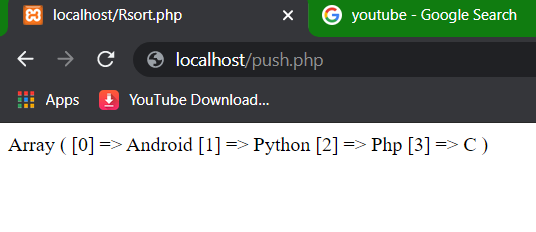 localhost/Rsort.php
youtube - Google Search
localhost/push.php
Apps
YouTube Download...
Array ( [0] => Android [1] => Python [2] => Php [3] => C )